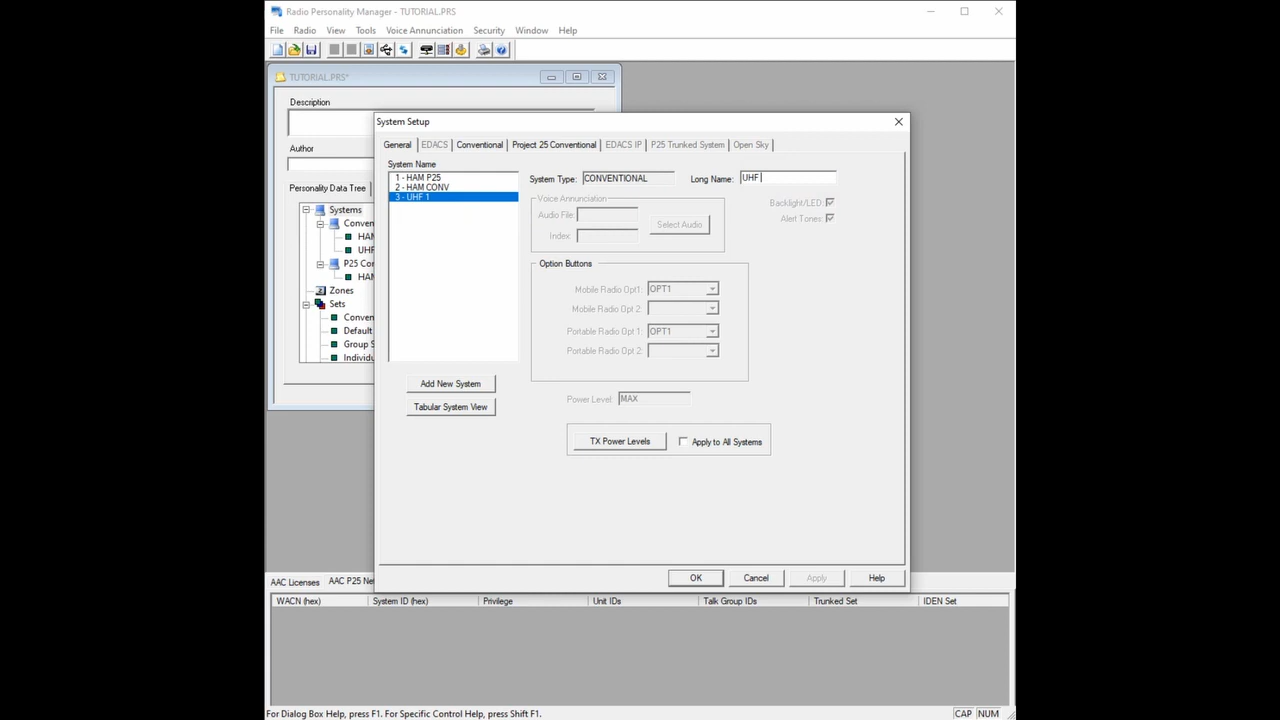 Radio Personality Manager - TUTORIAL.PRS
File Radio View Tools Voice Annunciation Security Window Help
TUTORIAL.PRS*
Description
Author
Personality Data Tree
Systems
Conven
HAM
UHF
P25 Con
HAM
Zones
Sets
Conven
Default
Group S
Individu
System Setup
General EDACS Conventional Project 25 Conventional EDACS IP P25 Trunked System Open Sky
System Name
1 - HAM P25
2 - HAM CONV
3 - UHF 1
Add New System
Tabular System View
System Type: CONVENTIONAL Long Name: UHF
Voice Annunciation
Audio File:
Select Audio
Index:
Backlight/LED:
Alert Tones:
Option Buttons
Mobile Radio Opt1: OPT1
Mobile Radio Opt 2:
Portable Radio Opt 1: OPT1
Portable Radio Opt 2:
Power Level: MAX
TX Power Levels Apply to All Systems
OK Cancel Apply Help
AAC Licenses AAC P25 Net
WACN (hex) System ID (hex) Privilege Unit IDs Talk Group IDs Trunked Set IDEN Set
For Dialog Box Help, press F1. For Specific Control Help, press Shift F1. CAP NUM